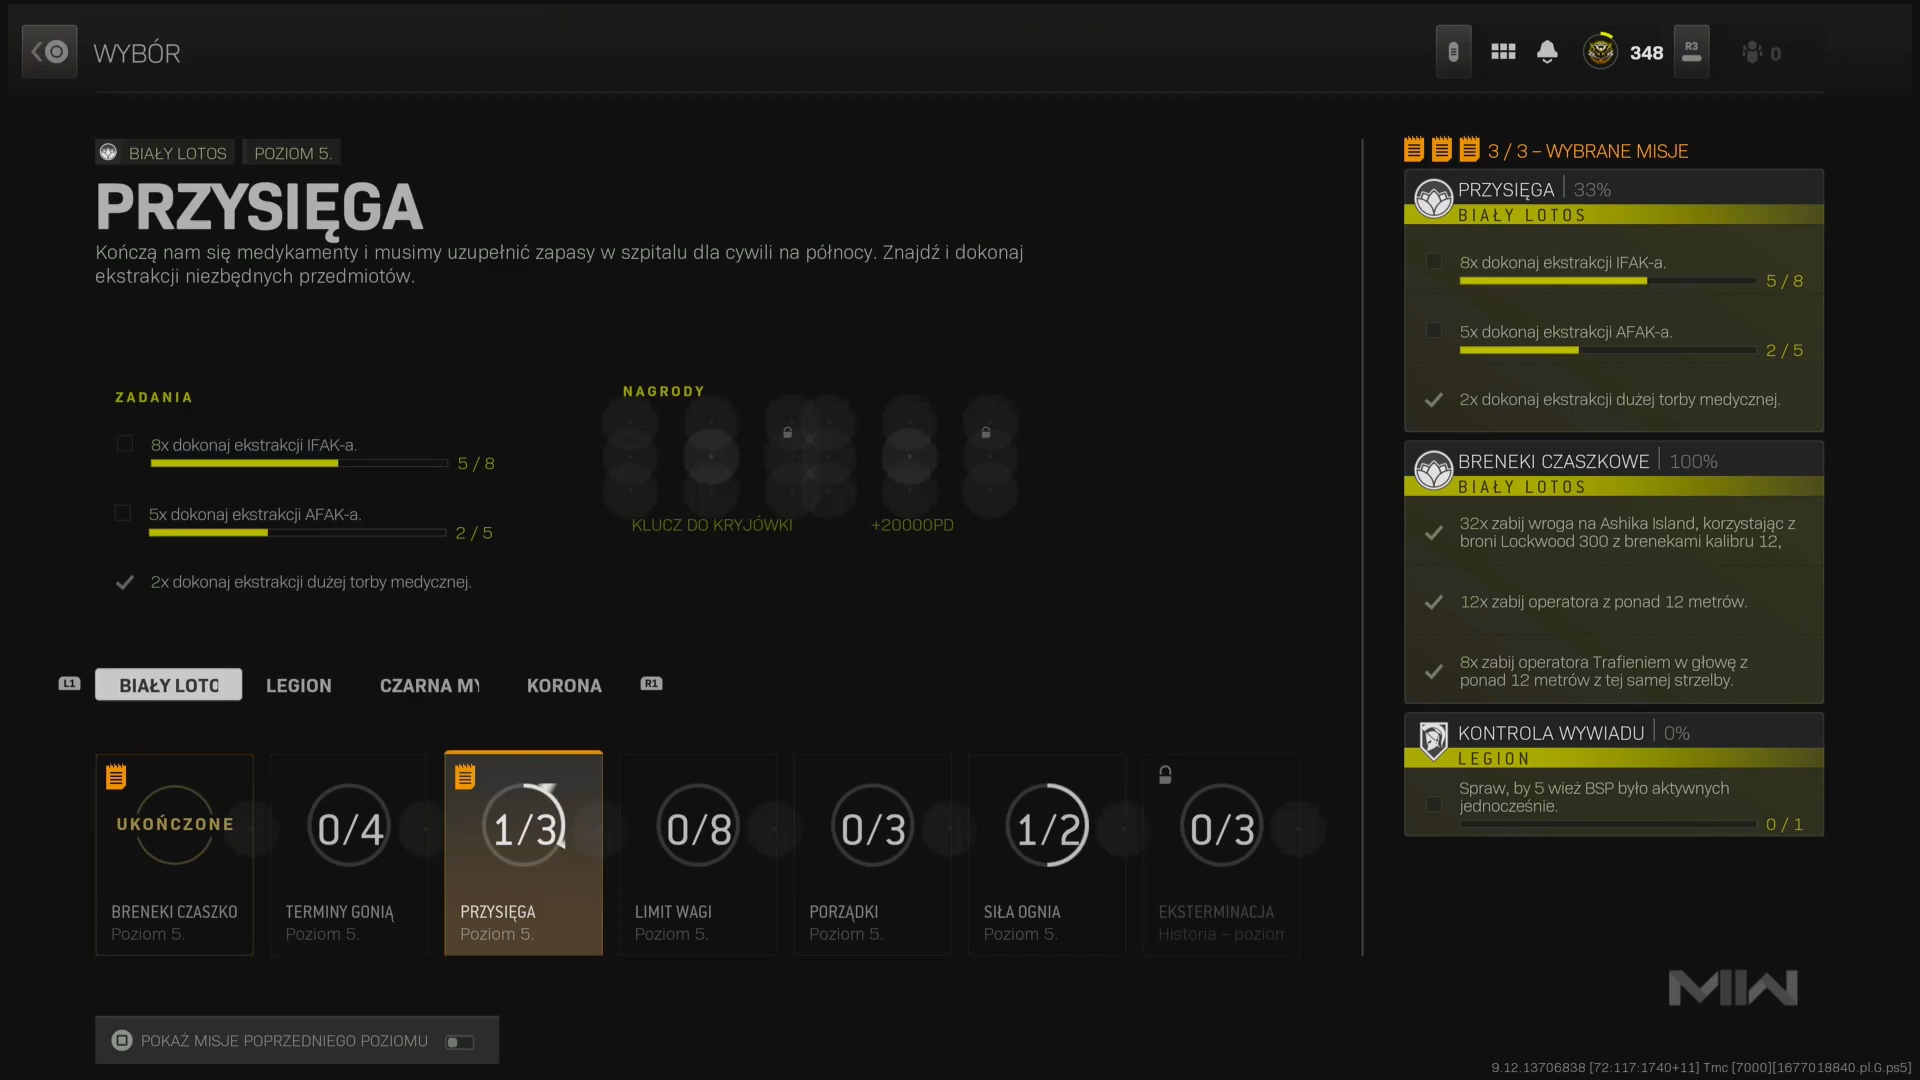 WYBÓR
348
R3
0
BIAŁY LOTOS
POZIOM 5.
PRZYSIĘGA
Kończą nam się medykamenty i musimy uzupełnić zapasy w szpitalu dla cywili na północy. Znajdź i dokonaj
ekstrakcji niezbędnych przedmiotów.
ZADANIA
8x dokonaj ekstrakcji IFAK-a.
5 / 8
5x dokonaj ekstrakcji AFAK-a.
2 / 5
2x dokonaj ekstrakcji dużej torby medycznej.
NAGRODY
KLUCZ DO KRYJÓWKI
+20000PD
L1
BIAŁY LOTO
LEGION
CZARNA MY
KORONA
R1
UKOŃCZONE
BRENEKI CZASZKO
Poziom 5.
0/4
TERMINY GONIĄ
Poziom 5.
1/3
PRZYSIĘGA
Poziom 5.
0/8
LIMIT WAGI
Poziom 5.
0/3
PORZĄDKI
Poziom 5.
1/2
SIŁA OGNIA
Poziom 5.
0/3
EKSTERMINACJA
Historia – poziom
POKAŻ MISJE POPRZEDNIEGO POZIOMU
3 / 3 – WYBRANE MISJE
PRZYSIĘGA 33%
BIAŁY LOTOS
8x dokonaj ekstrakcji IFAK-a.
5 / 8
5x dokonaj ekstrakcji AFAK-a.
2 / 5
2x dokonaj ekstrakcji dużej torby medycznej.
BRENEKI CZASZKOWE 100%
BIAŁY LOTOS
32x zabij wroga na Ashika Island, korzystając z
broni Lockwood 300 z brenekami kalibru 12,
12x zabij operatora z ponad 12 metrów.
8x zabij operatora Trafieniem w głowę z
ponad 12 metrów z tej samej strzelby.
KONTROLA WYWIADU 0%
LEGION
Spraw, by 5 wież BSP było aktywnych
jednocześnie.
0 / 1
MW
9.12.13706838 [72:117:1740+11] Tmc [7000][1677018840.pl.G.ps5]